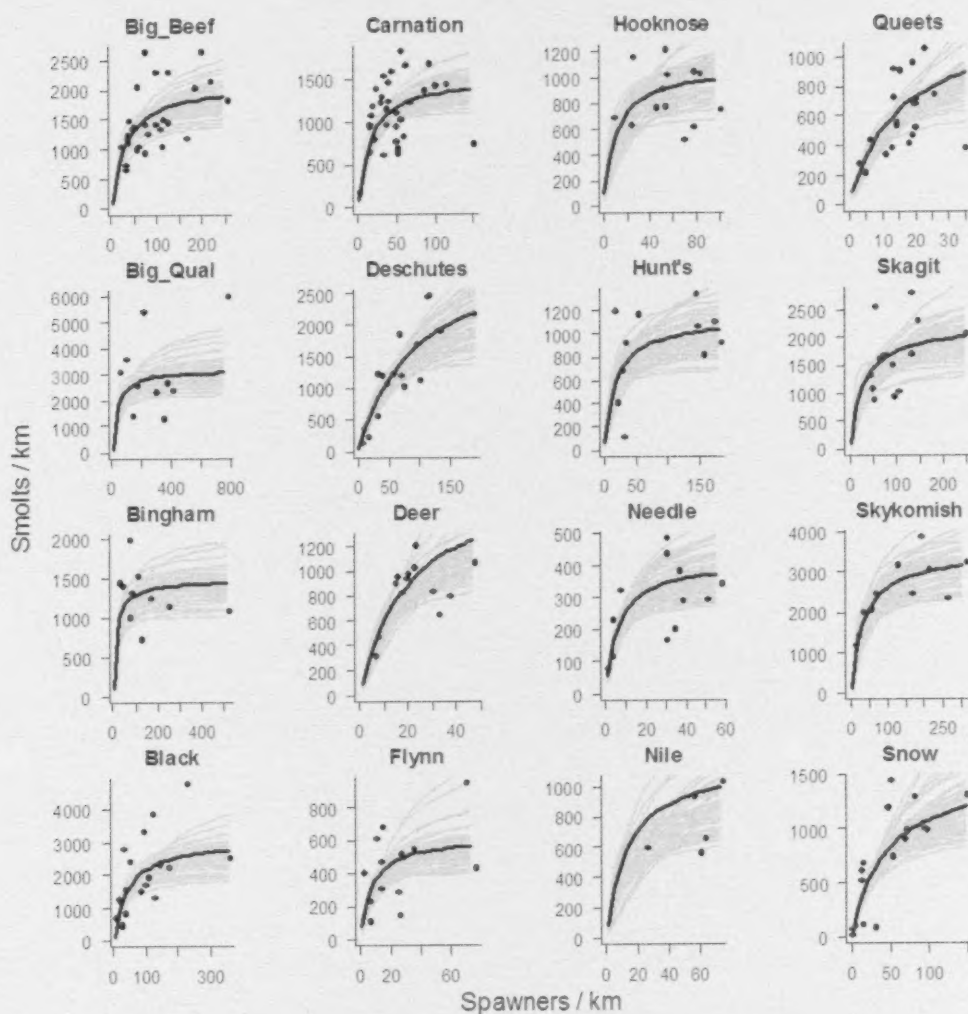 Big_Beef Carnation Hooknose Queets
2500 2000 1500 1000 500 0
0 100 200
1500 1000 500 0
0 50 100
1200 1000 800 600 400 200 0
0 40 80
1000 800 600 400 200 0
0 10 20 30
Big_Qual Deschutes Hunt's Skagit
6000 5000 4000 3000 2000 1000 0
0 400 800
2500 2000 1500 1000 500 0
0 50 150
1200 1000 800 600 400 200 0
0 50 150
2500 2000 1500 1000 500 0
0 100 200
Smolts / km
Bingham Deer Needle Skykomish
2000 1500 1000 500 0
0 200 400
1200 1000 800 600 400 200 0
0 20 40
500 400 300 200 100 0
0 20 40 60
4000 3000 2000 1000 0
0 100 300
Black Flynn Nile Snow
4000 3000 2000 1000 0
0 100 300
800 600 400 200 0
0 20 60
1000 800 600 400 200 0
0 20 40 60
1500 1000 500 0
0 50 100
Spawners / km